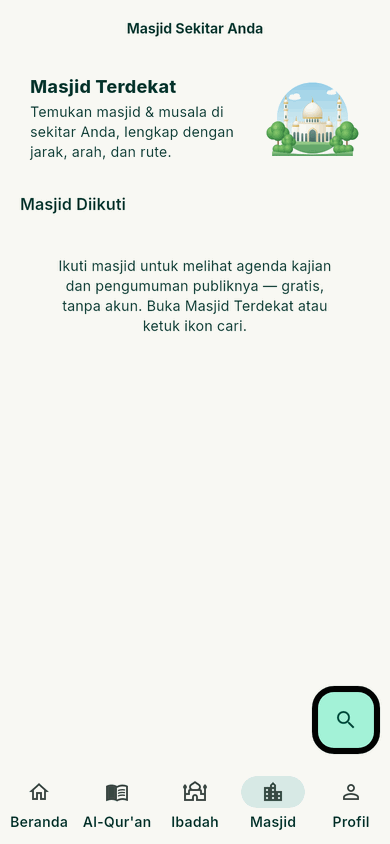 Masjid Sekitar Anda
Masjid Terdekat
Temukan masjid & musala di
sekitar Anda, lengkap dengan
jarak, arah, dan rute.
Masjid Diikuti
Ikuti masjid untuk melihat agenda kajian
dan pengumuman publiknya — gratis,
tanpa akun. Buka Masjid Terdekat atau
ketuk ikon cari.
Beranda
Al-Qur'an
Ibadah
Masjid
Profil